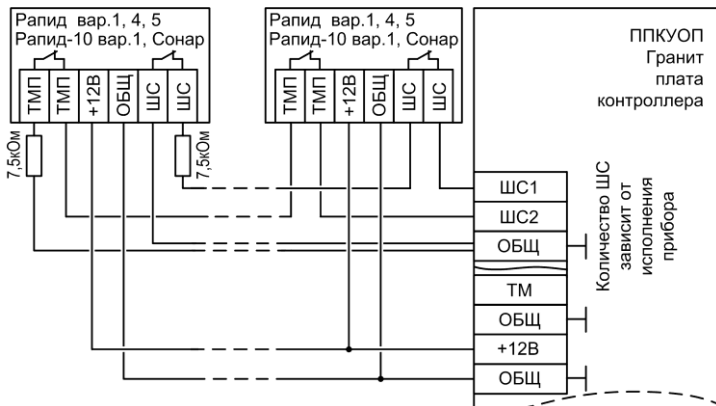 Рапид вар.1, 4, 5
Рапид-10 вар.1, Сонар
ТМП
ТМП
+12В
ОБЩ
ШС
ШС
7,5кОм
7,5кОм
Рапид вар.1, 4, 5
Рапид-10 вар.1, Сонар
ТМП
ТМП
+12В
ОБЩ
ШС
ШС
ППКУОП
Гранит
плата
контроллера
ШС1
ШС2
ОБЩ
ТМ
ОБЩ
+12В
ОБЩ
Количество ШС
зависит от
исполнения
прибора